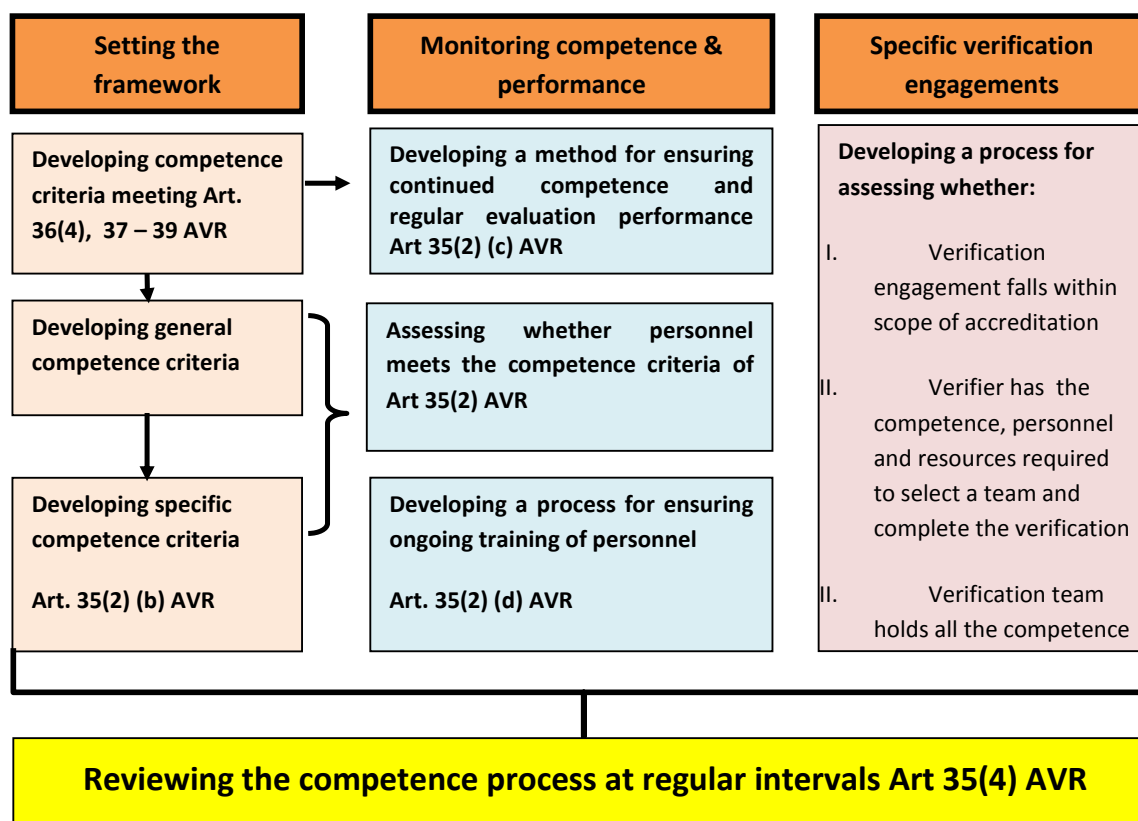 Setting the
framework
Monitoring competence &
performance
Specific verification
engagements
Developing competence
criteria meeting Art.
36(4), 37 – 39 AVR
Developing general
competence criteria
Developing specific
competence criteria
Art. 35(2) (b) AVR
Developing a method for ensuring
continued competence and
regular evaluation performance
Art 35(2) (c) AVR
Assessing whether personnel
meets the competence criteria of
Art 35(2) AVR
Developing a process for ensuring
ongoing training of personnel
Art. 35(2) (d) AVR
Developing a process for
assessing whether:
I. Verification
engagement falls within
scope of accreditation
II. Verifier has the
competence, personnel
and resources required
to select a team and
complete the verification
II. Verification team
holds all the competence
Reviewing the competence process at regular intervals Art 35(4) AVR